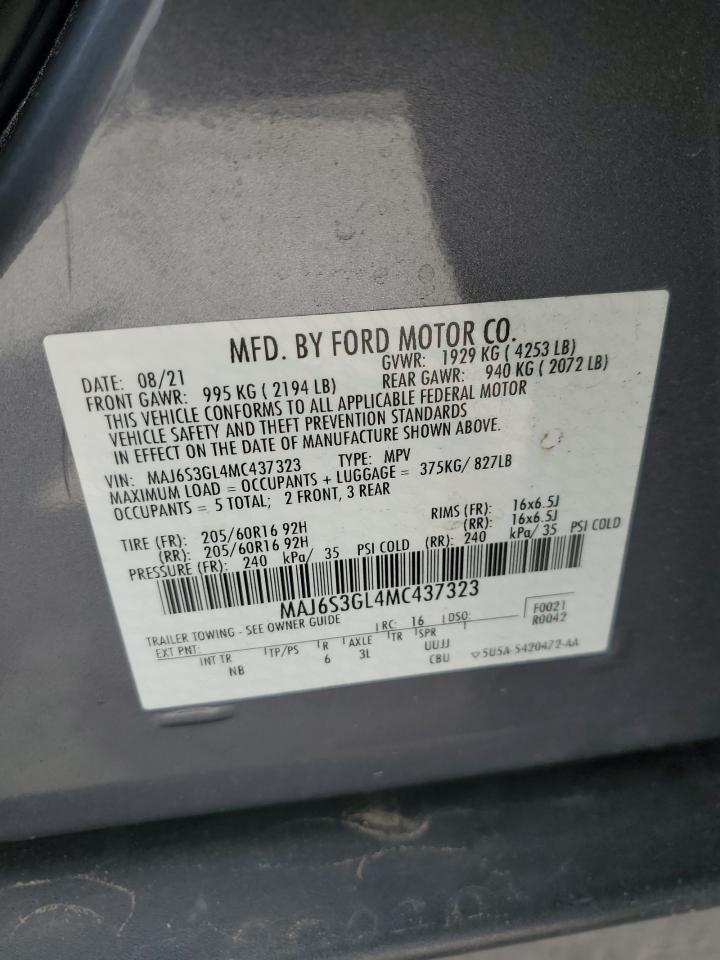 MFD. BY FORD MOTOR CO.
DATE: 08/21 GVWR: 1929 KG ( 4253 LB)
FRONT GAWR: 995 KG ( 2194 LB) REAR GAWR: 940 KG ( 2072 LB)
THIS VEHICLE CONFORMS TO ALL APPLICABLE FEDERAL MOTOR
VEHICLE SAFETY AND THEFT PREVENTION STANDARDS
IN EFFECT ON THE DATE OF MANUFACTURE SHOWN ABOVE.
VIN: MAJ6S3GL4MC437323 TYPE: MPV
MAXIMUM LOAD = OCCUPANTS + LUGGAGE = 375KG/ 827LB
OCCUPANTS = 5 TOTAL; 2 FRONT, 3 REAR
TIRE (FR): 205/60R16 92H RIMS (FR): 16x6.5J
(RR): 205/60R16 92H (RR): 16x6.5J
PRESSURE (FR): 240 kPa/ 35 PSI COLD (RR): 240 kPa/ 35 PSI COLD
MAJ6S3GL4MC437323
TRAILER TOWING - SEE OWNER GUIDE
EXT PNT: RC: 16 DSO: F0021
R0042
INT TR TP/PS R AXLE TR SPR
NB 6 3L UUJJ
CBU ▽5U5A-S420472-AA